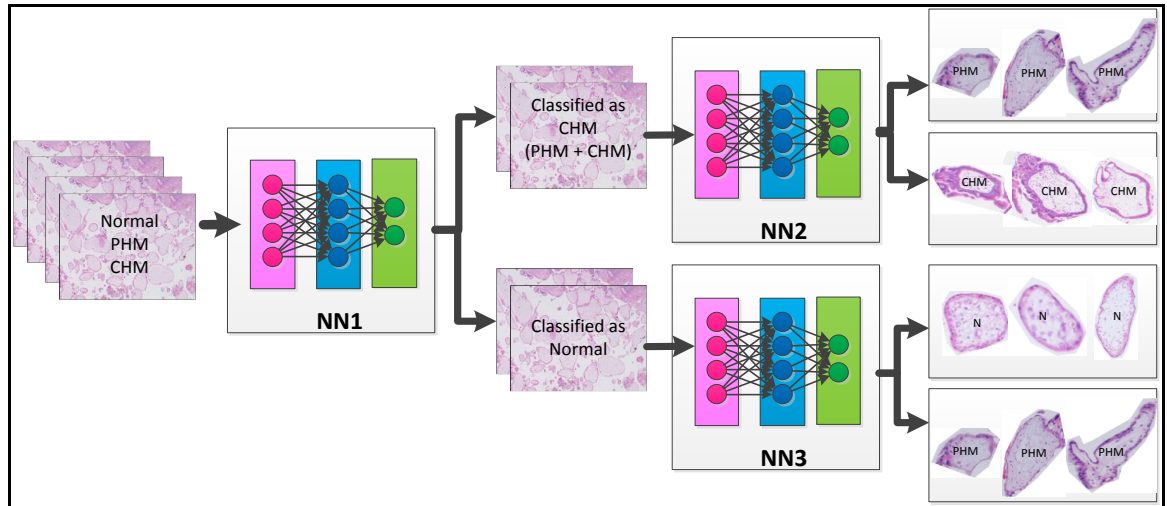 Normal
PHM
CHM
NN1
Classified as
CHM
(PHM + CHM)
NN2
PHM
PHM
PHM
CHM
CHM
CHM
Classified as
Normal
NN3
N
N
N
PHM
PHM
PHM